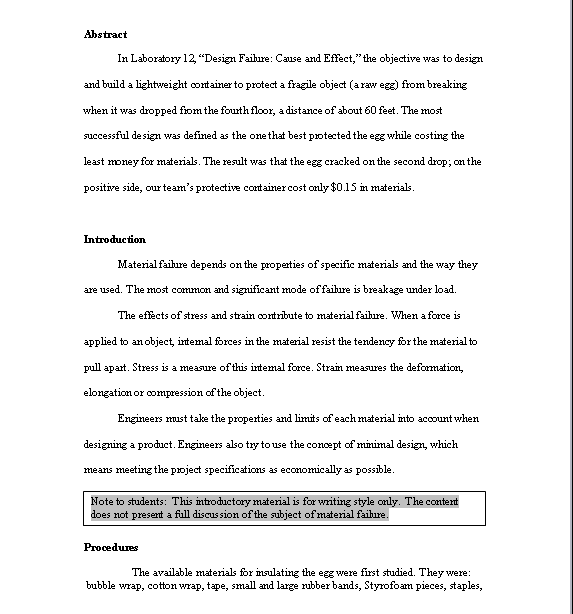 Abstract
In Laboratory 12, “Design Failure: Cause and Effect,” the objective was to design
and build a lightweight container to protect a fragile object (a raw egg) from breaking
when it was dropped from the fourth floor, a distance of about 60 feet. The most
successful design was defined as the one that best protected the egg while costing the
least money for materials. The result was that the egg cracked on the second drop; on the
positive side, our team’s protective container cost only $0.15 in materials.
Introduction
Material failure depends on the properties of specific materials and the way they
are used. The most common and significant mode of failure is breakage under load.
The effects of stress and strain contribute to material failure. When a force is
applied to an object, internal forces in the material resist the tendency for the material to
pull apart. Stress is a measure of this internal force. Strain measures the deformation,
elongation or compression of the object.
Engineers must take the properties and limits of each material into account when
designing a product. Engineers also try to use the concept of minimal design, which
means meeting the project specifications as economically as possible.
Note to students:  This introductory material is for writing style only.  The content
does not present a full discussion of the subject of material failure.
Procedures
The available materials for insulating the egg were first studied. They were:
bubble wrap, cotton wrap, tape, small and large rubber bands, Styrofoam pieces, staples,